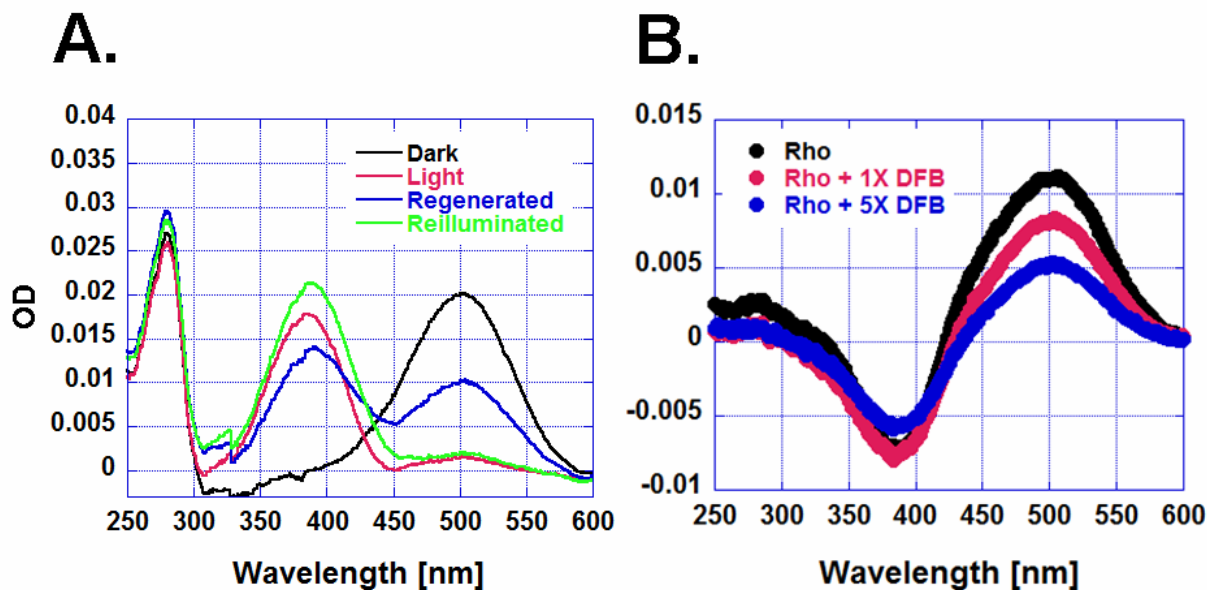 A.
0.04
0.035
0.03
0.025
0.02
0.015
0.01
0.005
0
OD
Dark
Light
Regenerated
Reilluminated
250 300 350 400 450 500 550 600
Wavelength [nm]
B.
0.015
0.01
0.005
0
-0.005
-0.01
Rho
Rho + 1X DFB
Rho + 5X DFB
250 300 350 400 450 500 550 600
Wavelength [nm]